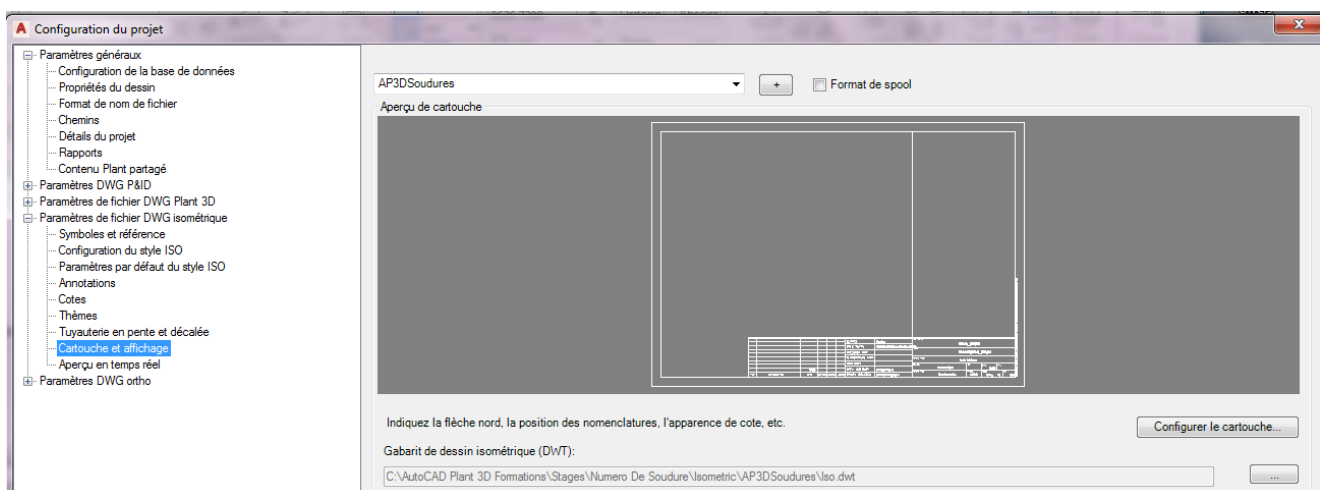 Configuration du projet
Paramètres généraux
Configuration de la base de données
Propriétés du dessin
Format de nom de fichier
Chemins
Détails du projet
Rapports
Contenu Plant partagé
Paramètres DWG P&ID
Paramètres de fichier DWG Plant 3D
Paramètres de fichier DWG isométrique
Symboles et référence
Configuration du style ISO
Paramètres par défaut du style ISO
Annotations
Cotes
Thèmes
Tuyauterie en pente et décalée
Cartouche et affichage
Aperçu en temps réel
Paramètres DWG ortho
AP3DSoudures
+
Format de spool
Aperçu de cartouche
Indiquez la flèche nord, la position des nomenclatures, l'apparence de cote, etc.
Configurer le cartouche...
Gabarit de dessin isométrique (DWT):
C:\AutoCAD Plant 3D Formations\Stages\Numero De Soudure\Isometric\AP3DSoudures\Iso.dwt
...